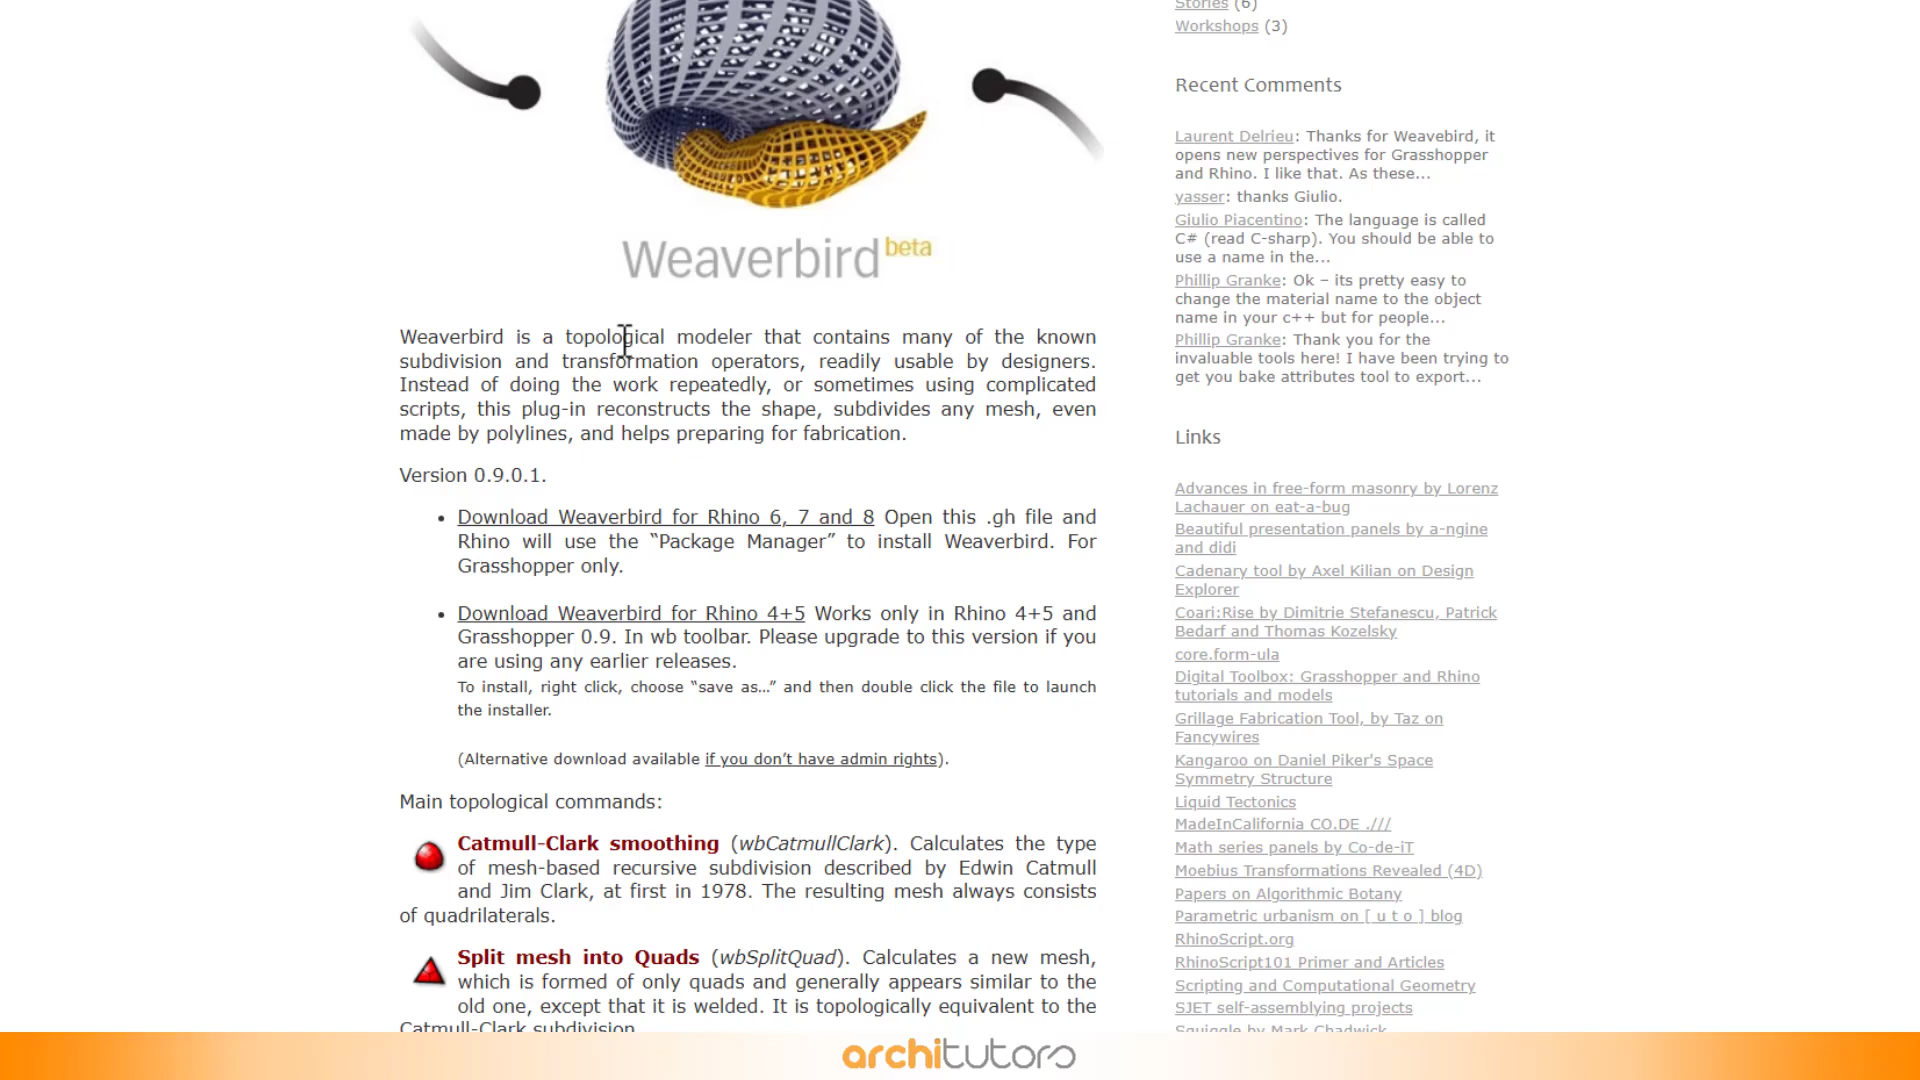 Weaverbird beta
Weaverbird is a topological modeler that contains many of the known
subdivision and transformation operators, readily usable by designers.
Instead of doing the work repeatedly, or sometimes using complicated
scripts, this plug-in reconstructs the shape, subdivides any mesh, even
made by polylines, and helps preparing for fabrication.
Version 0.9.0.1.
• Download Weaverbird for Rhino 6, 7 and 8 Open this .gh file and
Rhino will use the “Package Manager” to install Weaverbird. For
Grasshopper only.
• Download Weaverbird for Rhino 4+5 Works only in Rhino 4+5 and
Grasshopper 0.9. In wb toolbar. Please upgrade to this version if you
are using any earlier releases.
To install, right click, choose “save as…” and then double click the file to launch
the installer.
(Alternative download available if you don’t have admin rights).
Main topological commands:
Catmull-Clark smoothing (wbCatmullClark). Calculates the type
of mesh-based recursive subdivision described by Edwin Catmull
and Jim Clark, at first in 1978. The resulting mesh always consists
of quadrilaterals.
Split mesh into Quads (wbSplitQuad). Calculates a new mesh,
which is formed of only quads and generally appears similar to the
old one, except that it is welded. It is topologically equivalent to the
Catmull-Clark subdivision.
Stories (6)
Workshops (3)
Recent Comments
Laurent Delrieu: Thanks for Weavebird, it
opens new perspectives for Grasshopper
and Rhino. I like that. As these...
yasser: thanks Giulio.
Giulio Piacentino: The language is called
C# (read C-sharp). You should be able to
use a name in the...
Phillip Granke: Ok – its pretty easy to
change the material name to the object
name in your c++ but for people...
Phillip Granke: Thank you for the
invaluable tools here! I have been trying to
get you bake attributes tool to export...
Links
Advances in free-form masonry by Lorenz
Lachauer on eat-a-bug
Beautiful presentation panels by a-ngine
and didi
Cadenary tool by Axel Kilian on Design
Explorer
Coari:Rise by Dimitrie Stefanescu, Patrick
Bedarf and Thomas Kozelsky
core.form-ula
Digital Toolbox: Grasshopper and Rhino
tutorials and models
Grillage Fabrication Tool, by Taz on
Fancywires
Kangaroo on Daniel Piker's Space
Symmetry Structure
Liquid Tectonics
MadeInCalifornia CO.DE .///
Math series panels by Co-de-iT
Moebius Transformations Revealed (4D)
Papers on Algorithmic Botany
Parametric urbanism on [ u t o ] blog
RhinoScript.org
RhinoScript101 Primer and Articles
Scripting and Computational Geometry
SJET self-assemblying projects
Squiggle by Mark Chadwick
architutors